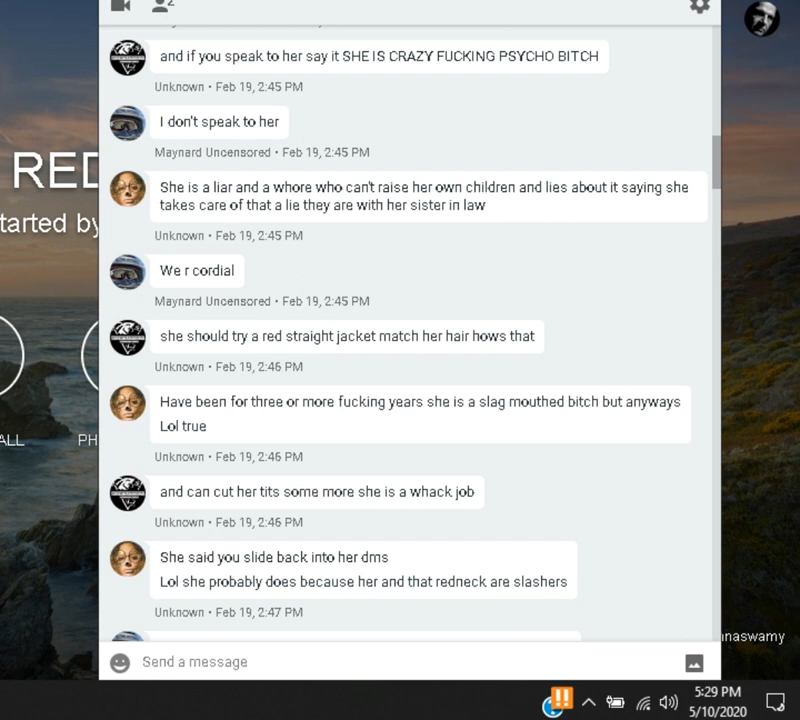 2
and if you speak to her say it SHE IS CRAZY FUCKING PSYCHO BITCH
Unknown • Feb 19, 2:45 PM
I don't speak to her
Maynard Uncensored • Feb 19, 2:45 PM
RED
She is a liar and a whore who can't raise her own children and lies about it saying she
takes care of that a lie they are with her sister in law
tarted by
Unknown • Feb 19, 2:45 PM
We r cordial
Maynard Uncensored • Feb 19, 2:45 PM
she should try a red straight jacket match her hair hows that
Unknown • Feb 19, 2:46 PM
Have been for three or more fucking years she is a slag mouthed bitch but anyways
Lol true
ALL
PH
Unknown • Feb 19, 2:46 PM
and can cut her tits some more she is a whack job
Unknown • Feb 19, 2:46 PM
She said you slide back into her dms
Lol she probably does because her and that redneck are slashers
Unknown • Feb 19, 2:47 PM
nnaswamy
Send a message
5:29 PM
5/10/2020